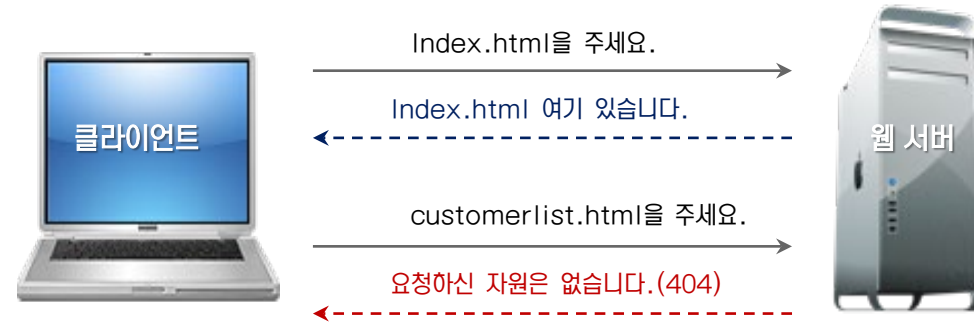 Index.html을 주세요.
Index.html 여기 있습니다.
클라이언트
웹 서버
customerlist.html을 주세요.
요청하신 자원은 없습니다.(404)